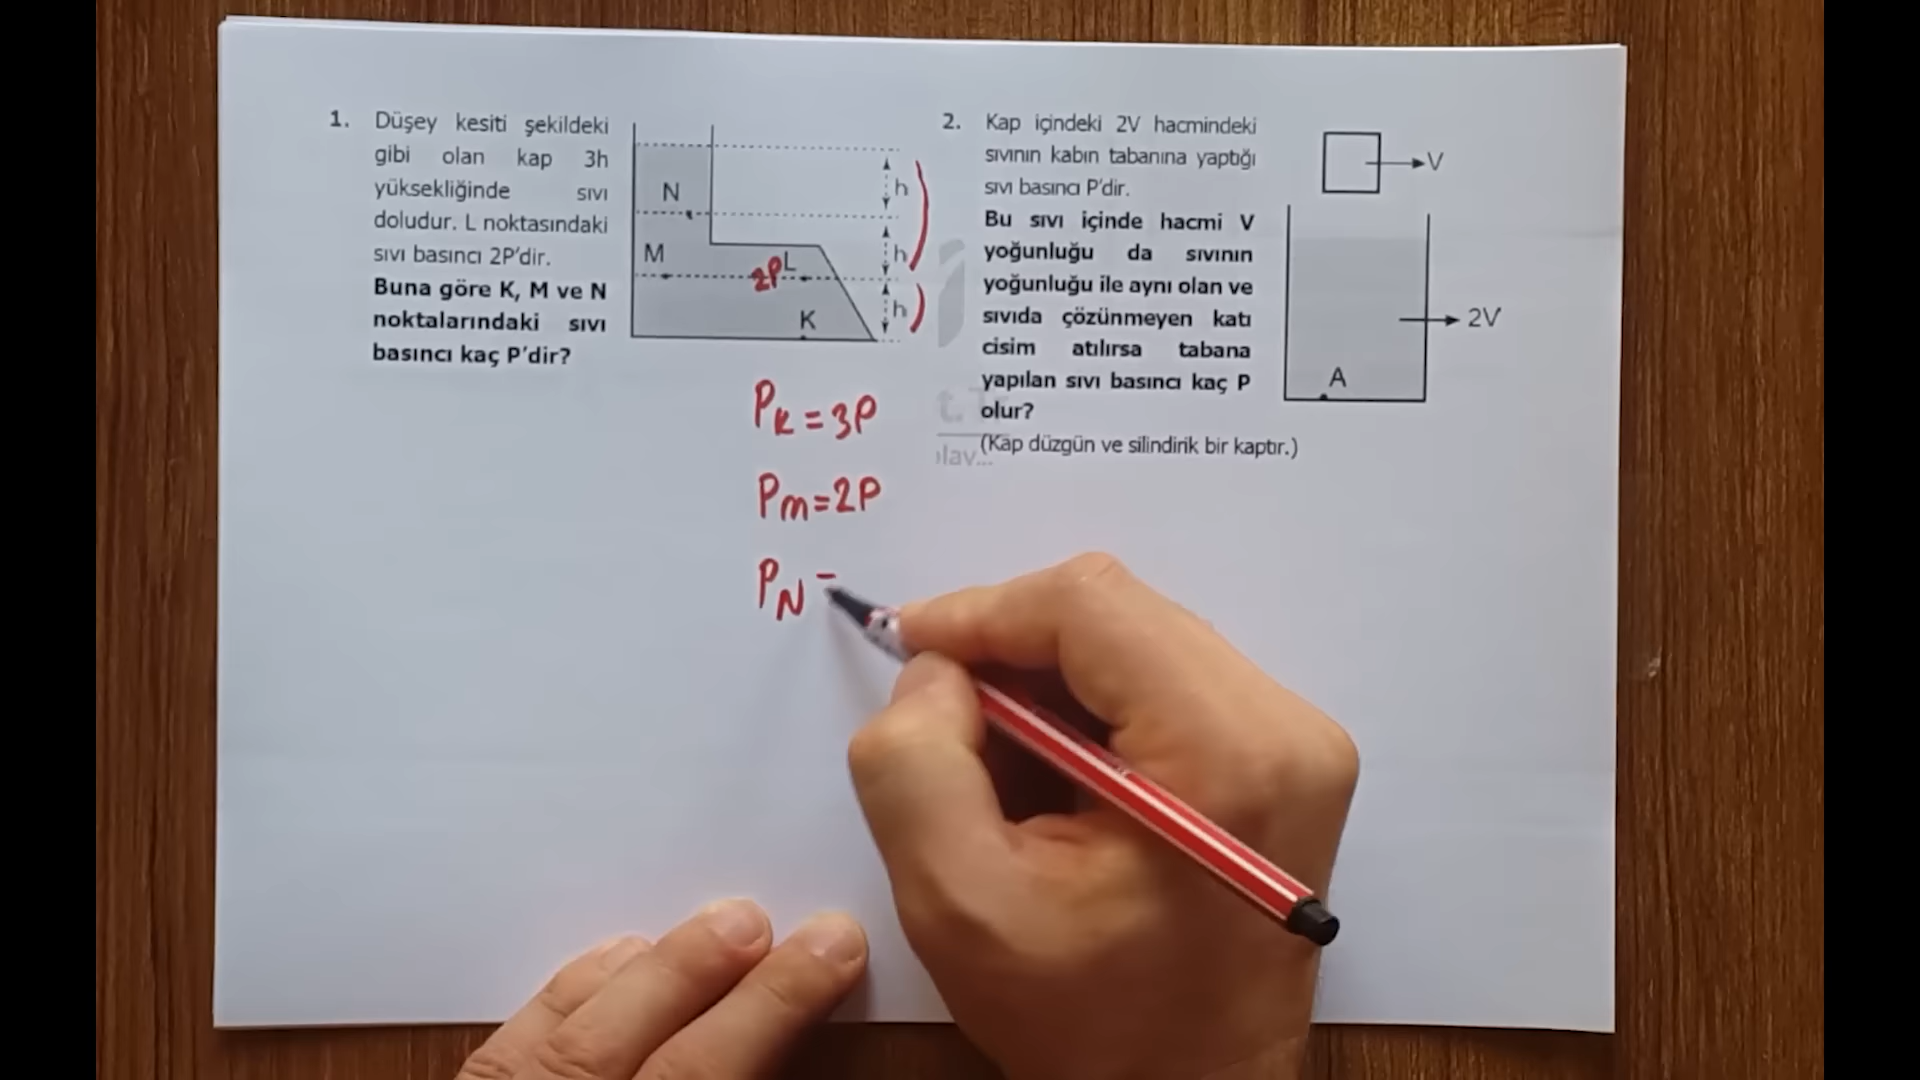 1. Düşey kesiti şekildeki
gibi olan kap 3h
yüksekliğinde sıvı
doludur. L noktasındaki
sıvı basıncı 2P'dir.
Buna göre K, M ve N
noktalarındaki sıvı
basıncı kaç P'dir?
N
M
2P L
K
h
h
h
PK = 3P
Pm = 2P
PN =
2. Kap içindeki 2V hacmindeki
sıvının kabın tabanına yaptığı
sıvı basıncı P'dir.
Bu sıvı içinde hacmi V
yoğunluğu da sıvının
yoğunluğu ile aynı olan ve
sıvıda çözünmeyen katı
cisim atılırsa tabana
yapılan sıvı basıncı kaç P
olur?
(Kap düzgün ve silindirik bir kaptır.)
V
2V
A